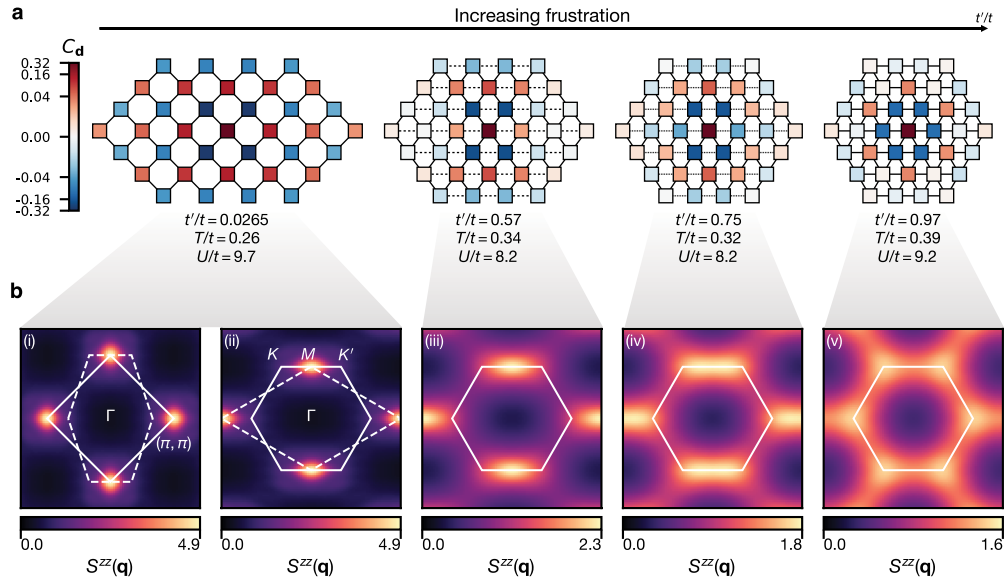 a
Increasing frustration
t′/t
C_d
0.32
0.16
0.04
0.00
-0.04
-0.16
-0.32
t′/t = 0.0265
T/t = 0.26
U/t = 9.7
t′/t = 0.57
T/t = 0.34
U/t = 8.2
t′/t = 0.75
T/t = 0.32
U/t = 8.2
t′/t = 0.97
T/t = 0.39
U/t = 9.2
b
(i)
Γ
(π, π)
(ii)
K M K′
Γ
(iii)
(iv)
(v)
0.0 4.9
S^{zz}(q)
0.0 4.9
S^{zz}(q)
0.0 2.3
S^{zz}(q)
0.0 1.8
S^{zz}(q)
0.0 1.6
S^{zz}(q)